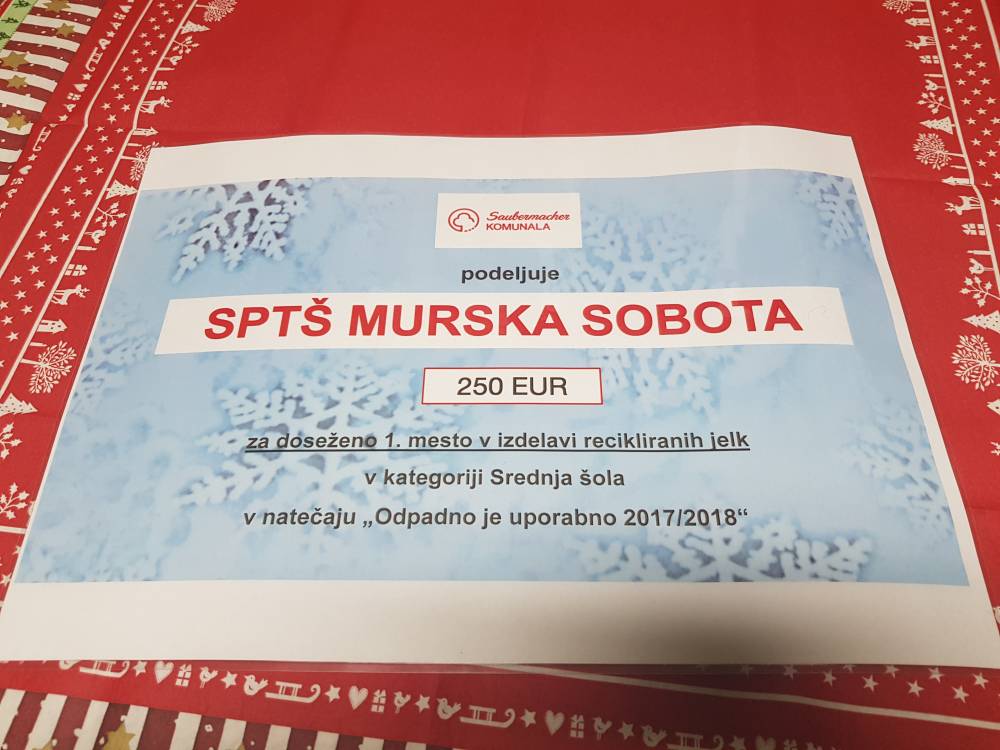 Saubermacher
KOMUNALA
podeljuje
SPTŠ MURSKA SOBOTA
250 EUR
za doseženo 1. mesto v izdelavi recikliranih jelk
v kategoriji Srednja šola
v natečaju „Odpadno je uporabno 2017/2018“